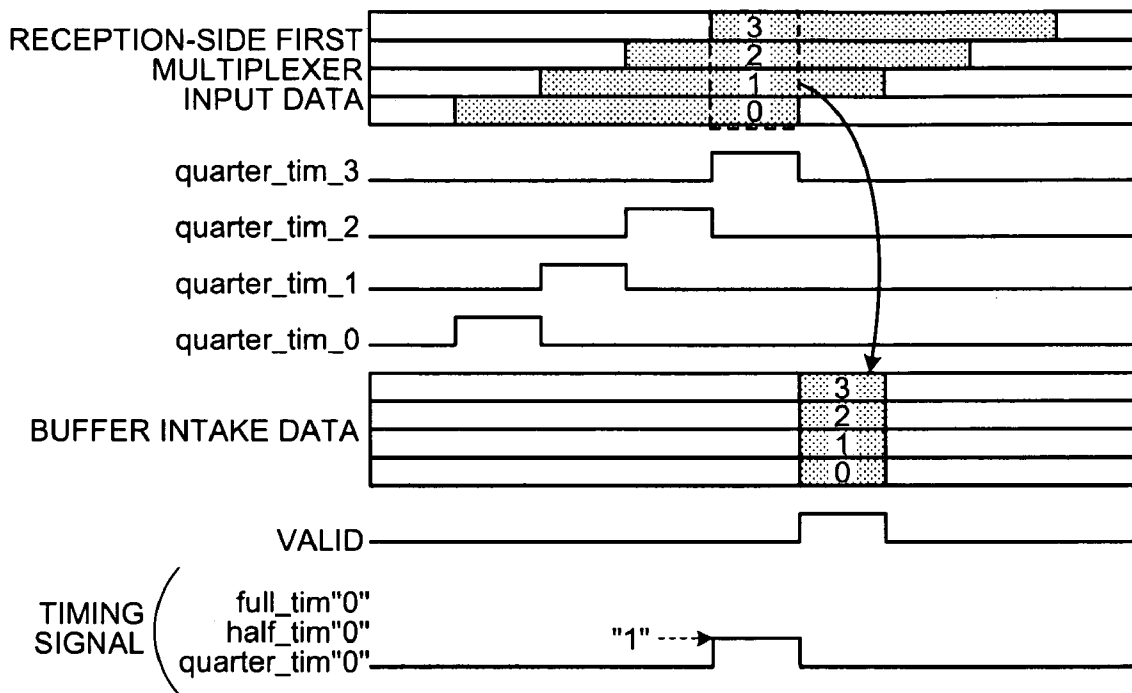 RECEPTION-SIDE FIRST
MULTIPLEXER
INPUT DATA
3
2
1
0
quarter_tim_3
quarter_tim_2
quarter_tim_1
quarter_tim_0
BUFFER INTAKE DATA
3
2
1
0
VALID
TIMING
SIGNAL
full_tim"0"
half_tim"0"
quarter_tim"0"
"1"